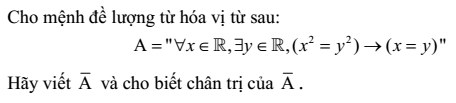 Cho mệnh đề lượng từ hóa vị từ sau:
A = "∀x ∈ ℝ, ∃y ∈ ℝ, (x² = y²) → (x = y)"
Hãy viết A̅ và cho biết chân trị của A̅ .